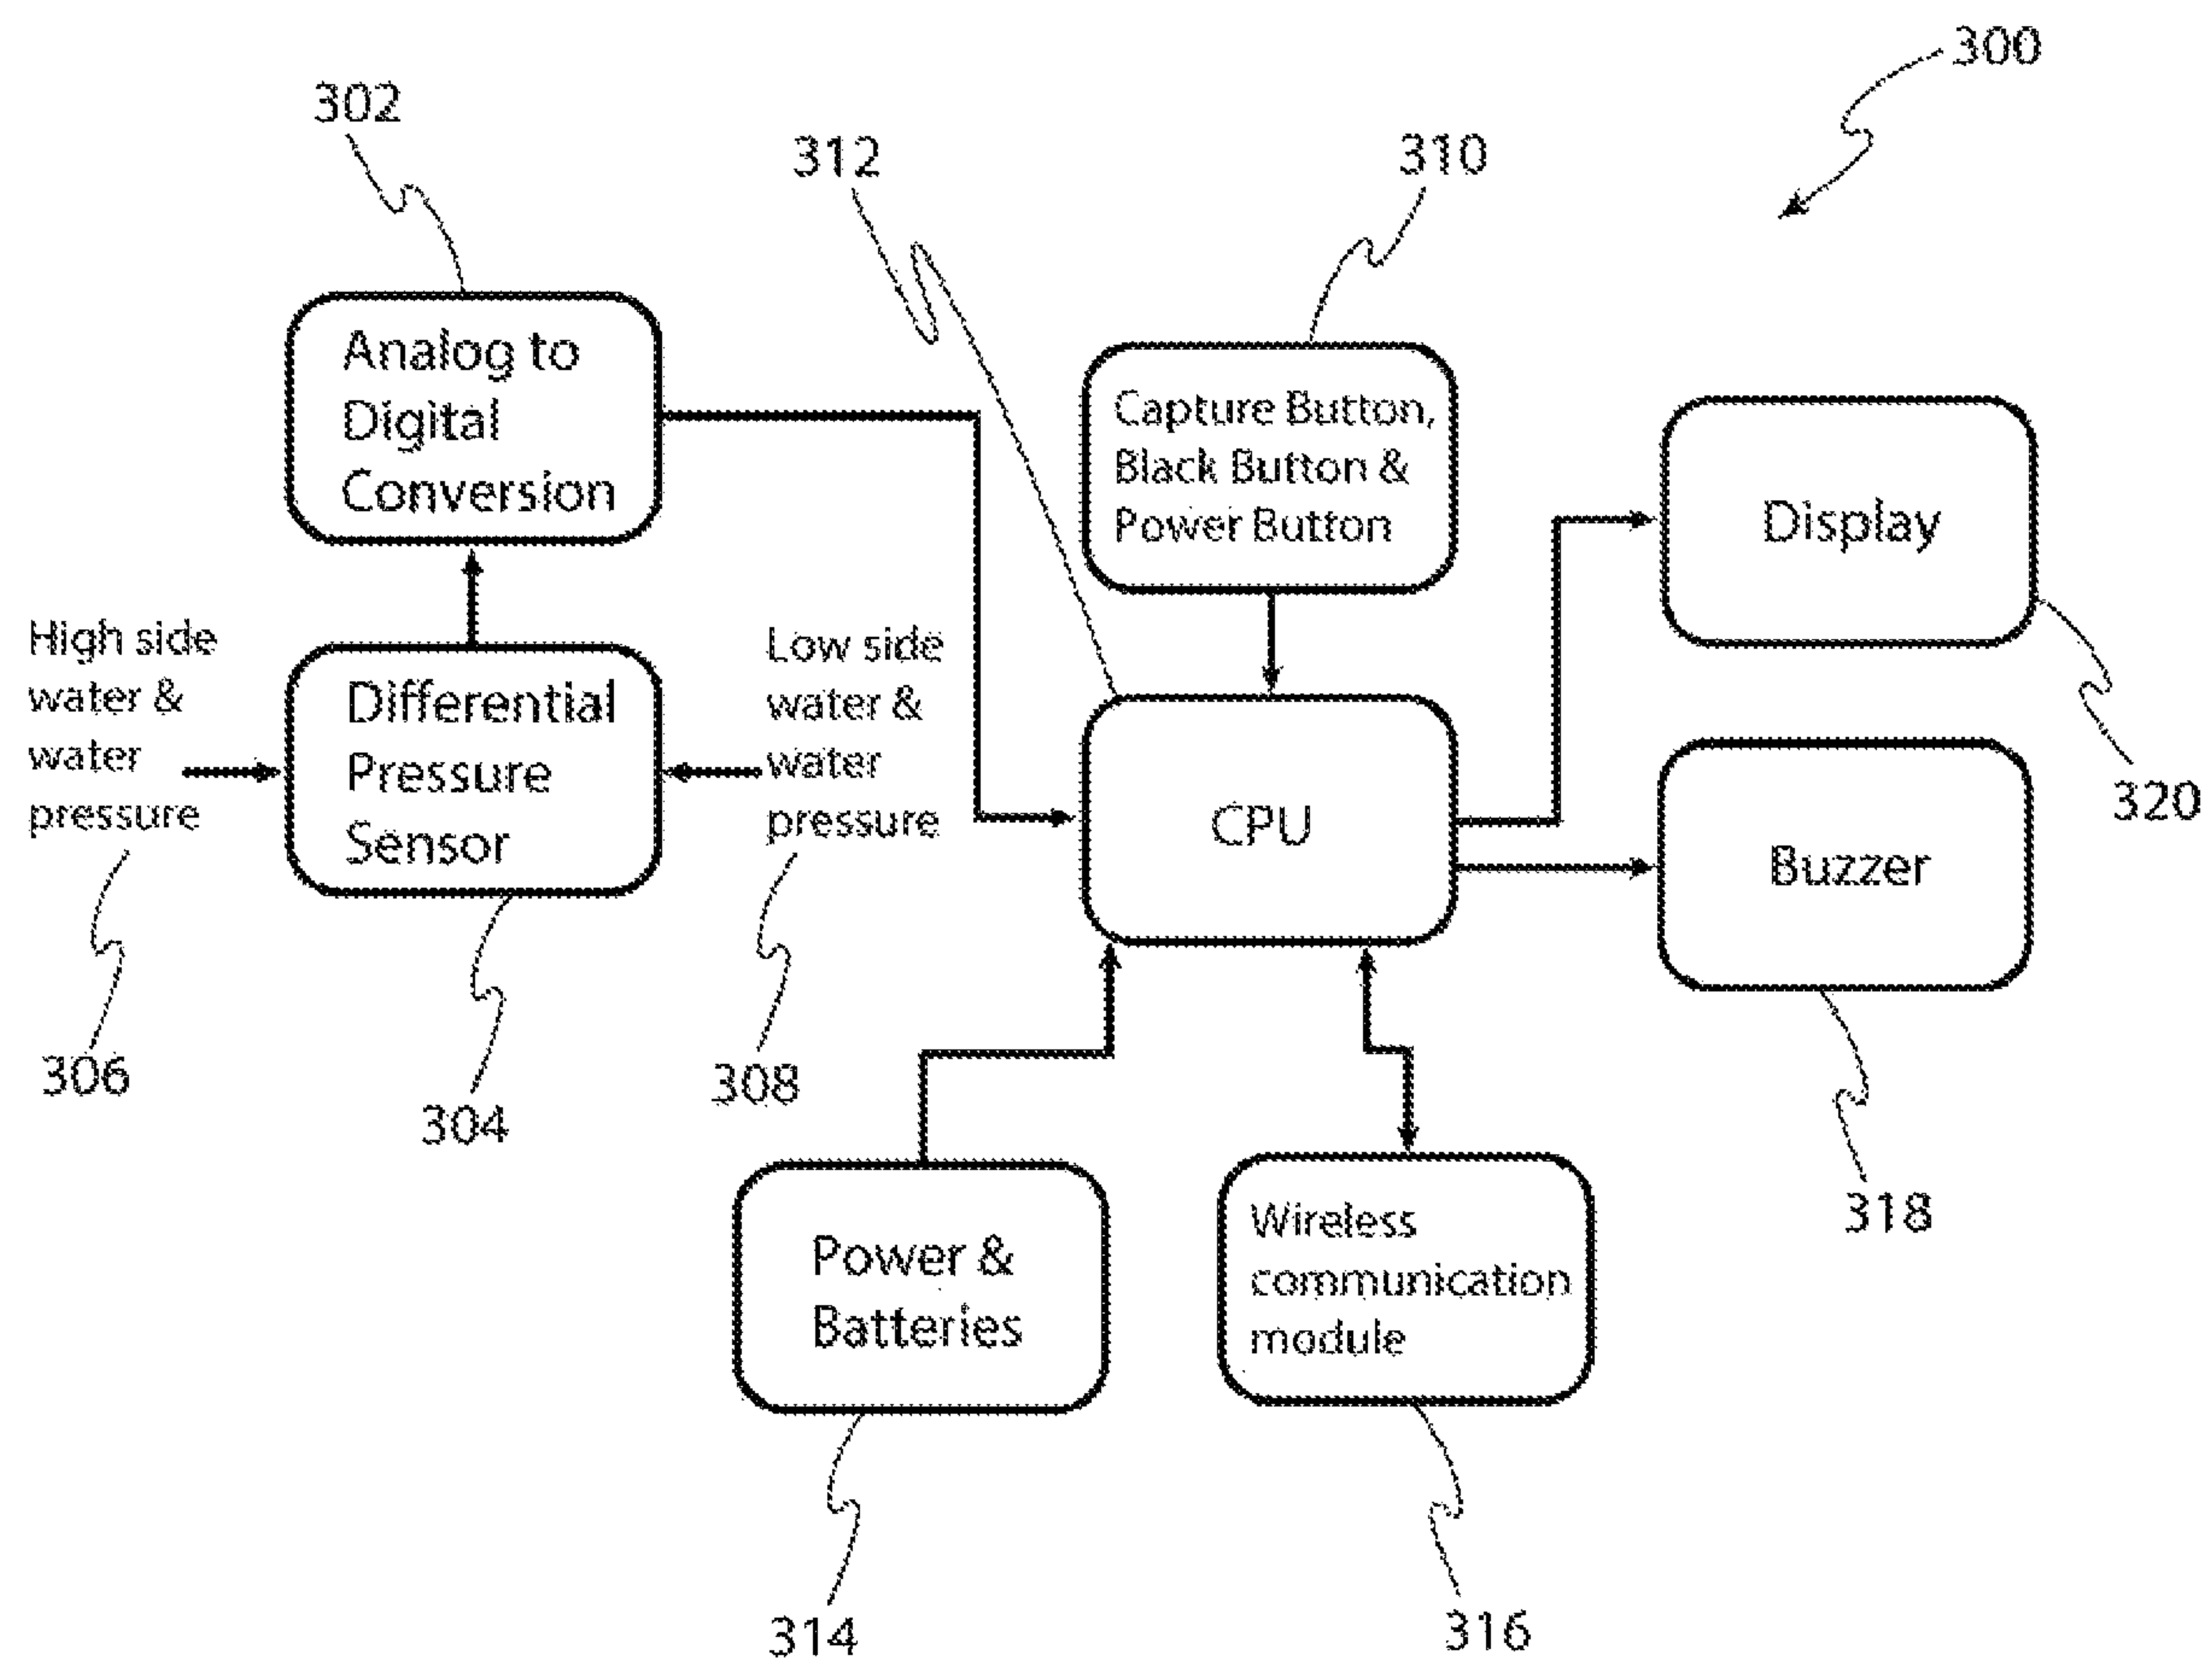 300
302
312
310
Analog to
Digital
Conversion
Capture Button,
Black Button &
Power Button
Display
High side
water &
water
pressure
Differential
Pressure
Sensor
Low side
water &
water
pressure
CPU
320
Buzzer
306
304
308
318
Power &
Batteries
Wireless
communication
module
314
316